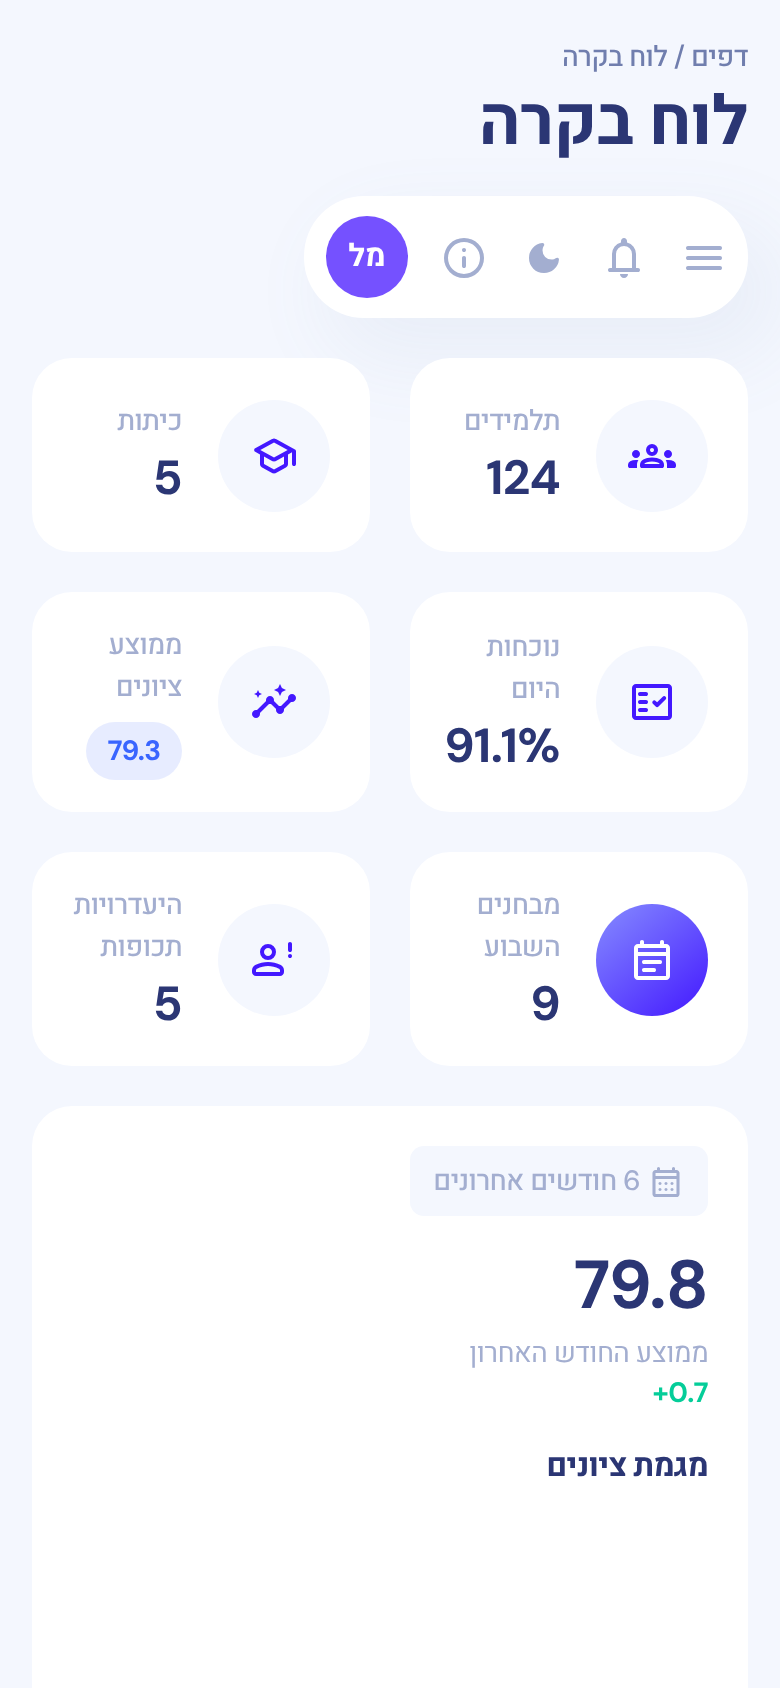 דפים / לוח בקרה
לוח בקרה
מל
תלמידים
124
כיתות
5
נוכחות
היום
91.1%
ממוצע
ציונים
79.3
מבחנים
השבוע
9
היעדרויות
תכופות
5
6 חודשים אחרונים
79.8
ממוצע החודש האחרון
+0.7
מגמת ציונים